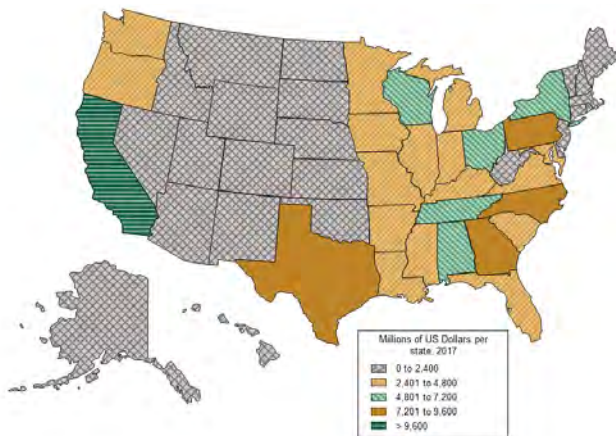 Millions of US Dollars per
state, 2017
0 to 2,400
2,401 to 4,800
4,801 to 7,200
7,201 to 9,600
> 9,600